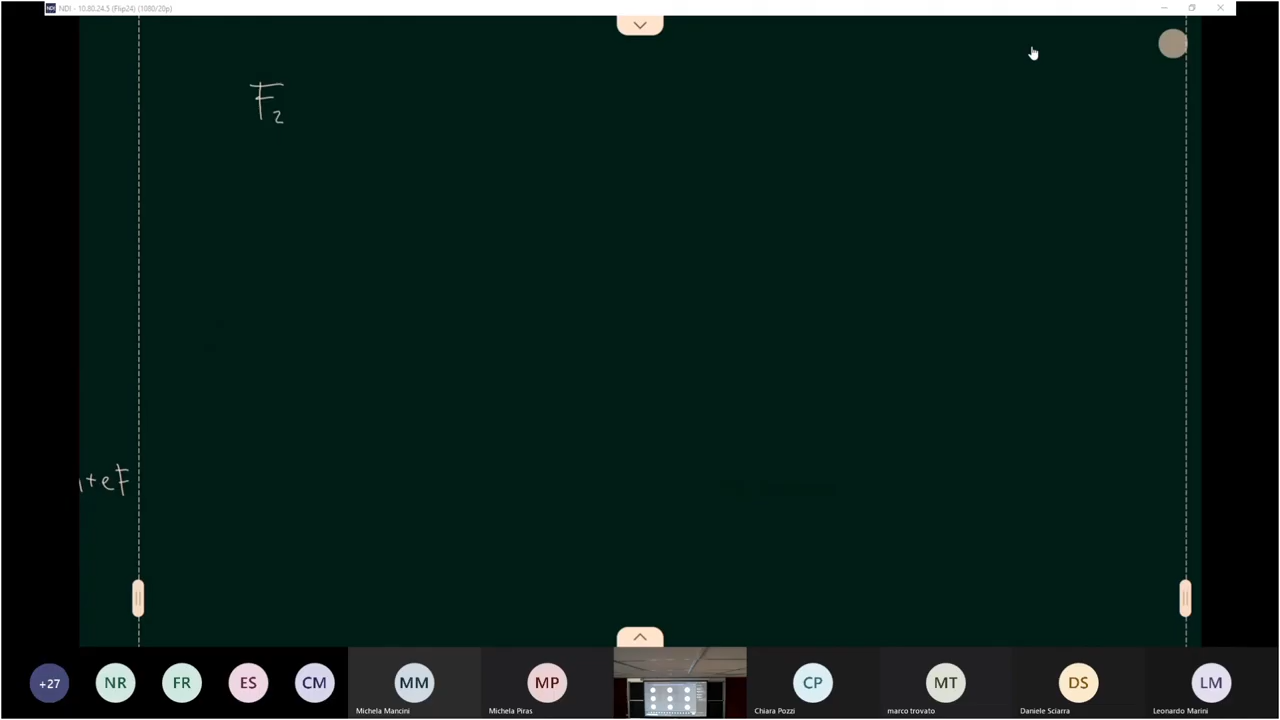 NDI - 10.80.24.5 (Flip24) (1080/20p)
F₂
+eF
+27
NR
FR
ES
CM
MM
MP
CP
MT
DS
LM
Michela Mancini
Michela Piras
Chiara Pozzi
marco trovato
Daniele Sciarra
Leonardo Marini